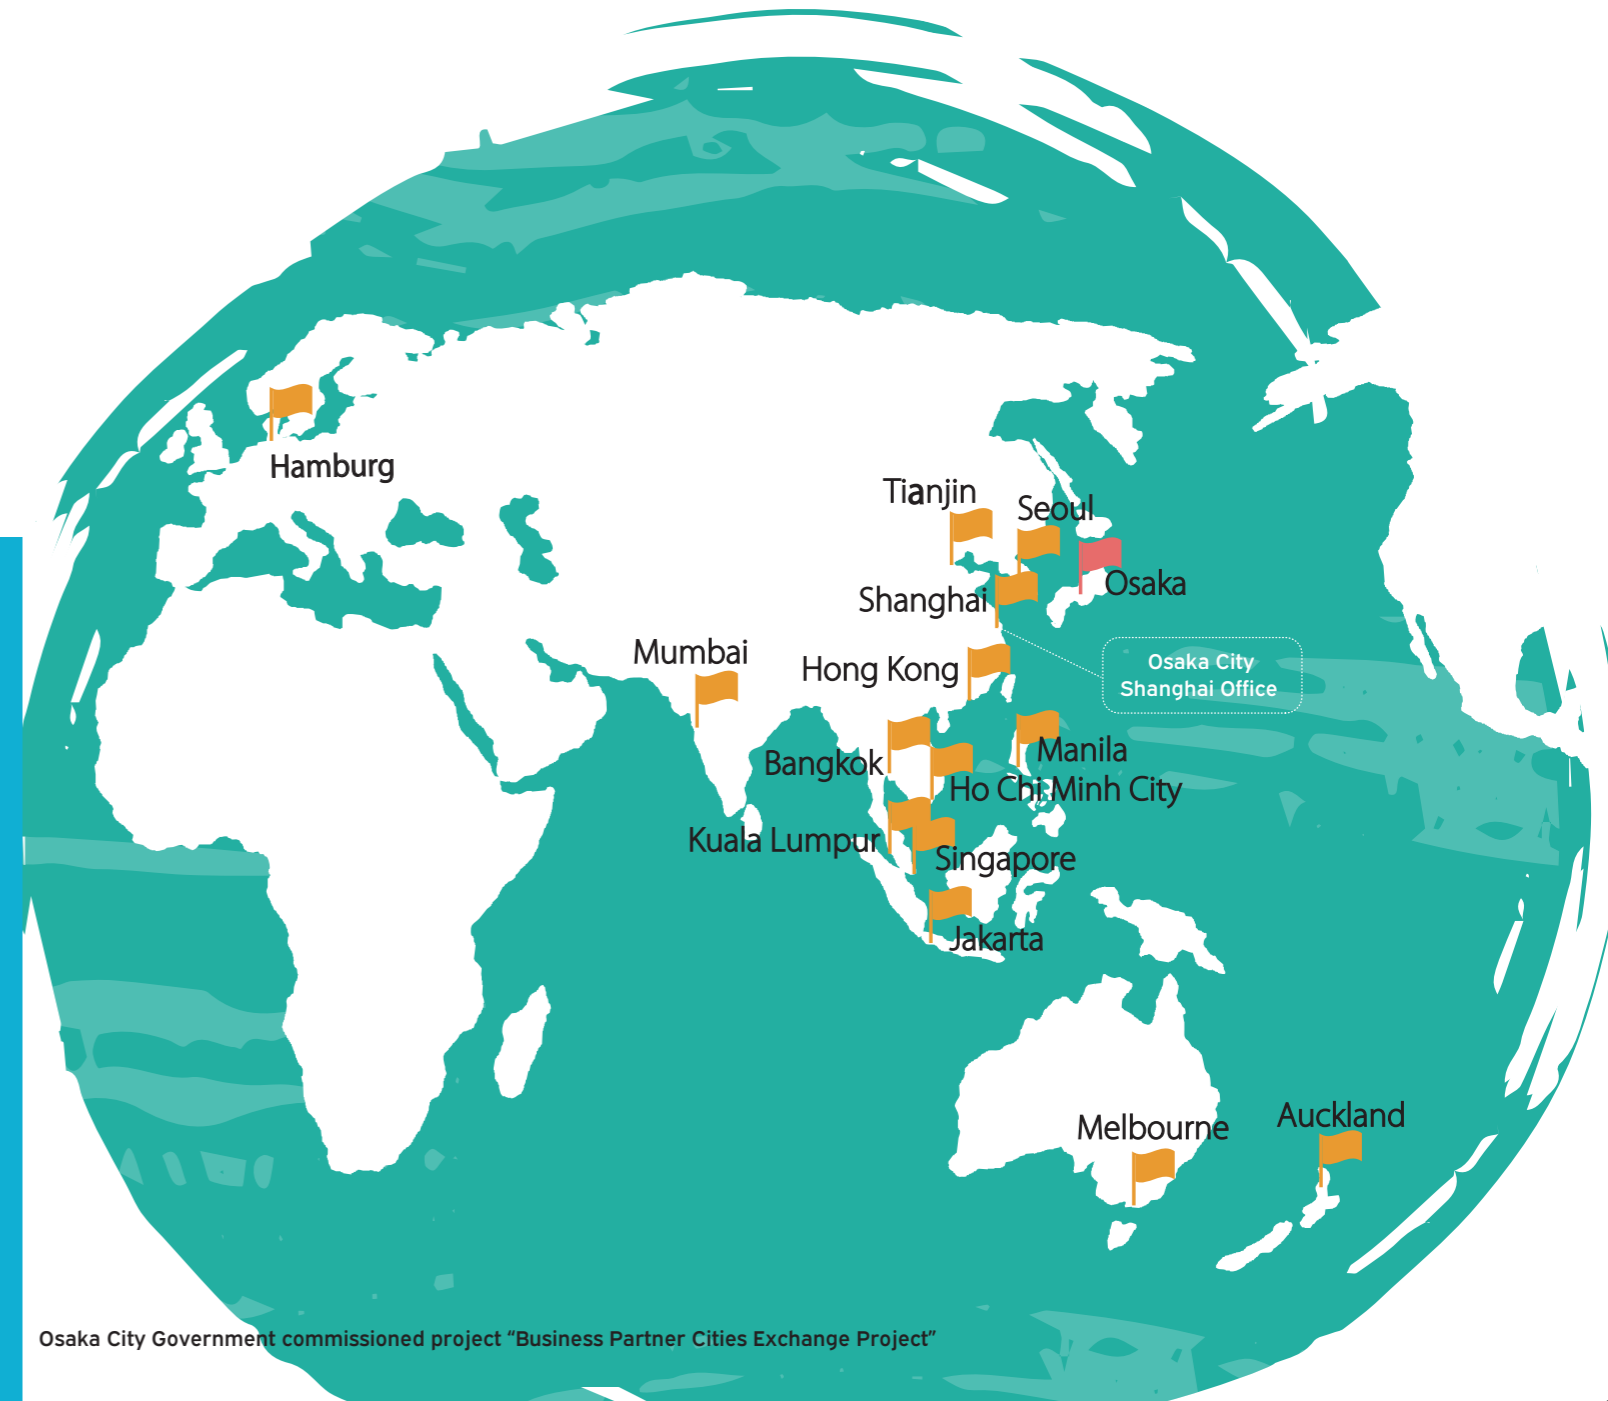 Hamburg
Tianjin
Seoul
Osaka
Shanghai
Mumbai
Hong Kong
Osaka City
Shanghai Office
Manila
Bangkok
Ho Chi Minh City
Kuala Lumpur
Singapore
Jakarta
Melbourne
Auckland
Osaka City Government commissioned project “Business Partner Cities Exchange Project”